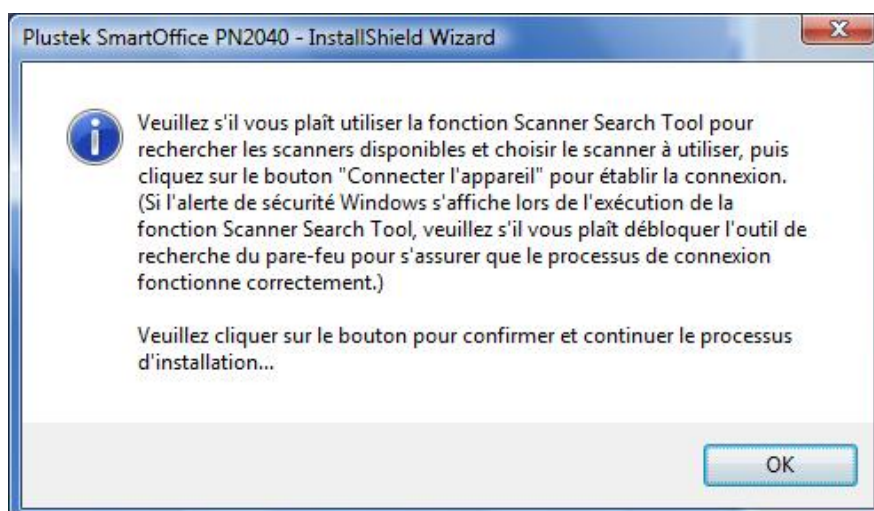 Plustek SmartOffice PN2040 - InstallShield Wizard
Veuillez s'il vous plaît utiliser la fonction Scanner Search Tool pour
rechercher les scanners disponibles et choisir le scanner à utiliser, puis
cliquez sur le bouton "Connecter l'appareil" pour établir la connexion.
(Si l'alerte de sécurité Windows s'affiche lors de l'exécution de la
fonction Scanner Search Tool, veuillez s'il vous plaît débloquer l'outil de
recherche du pare-feu pour s'assurer que le processus de connexion
fonctionne correctement.)
Veuillez cliquer sur le bouton pour confirmer et continuer le processus
d'installation...
OK